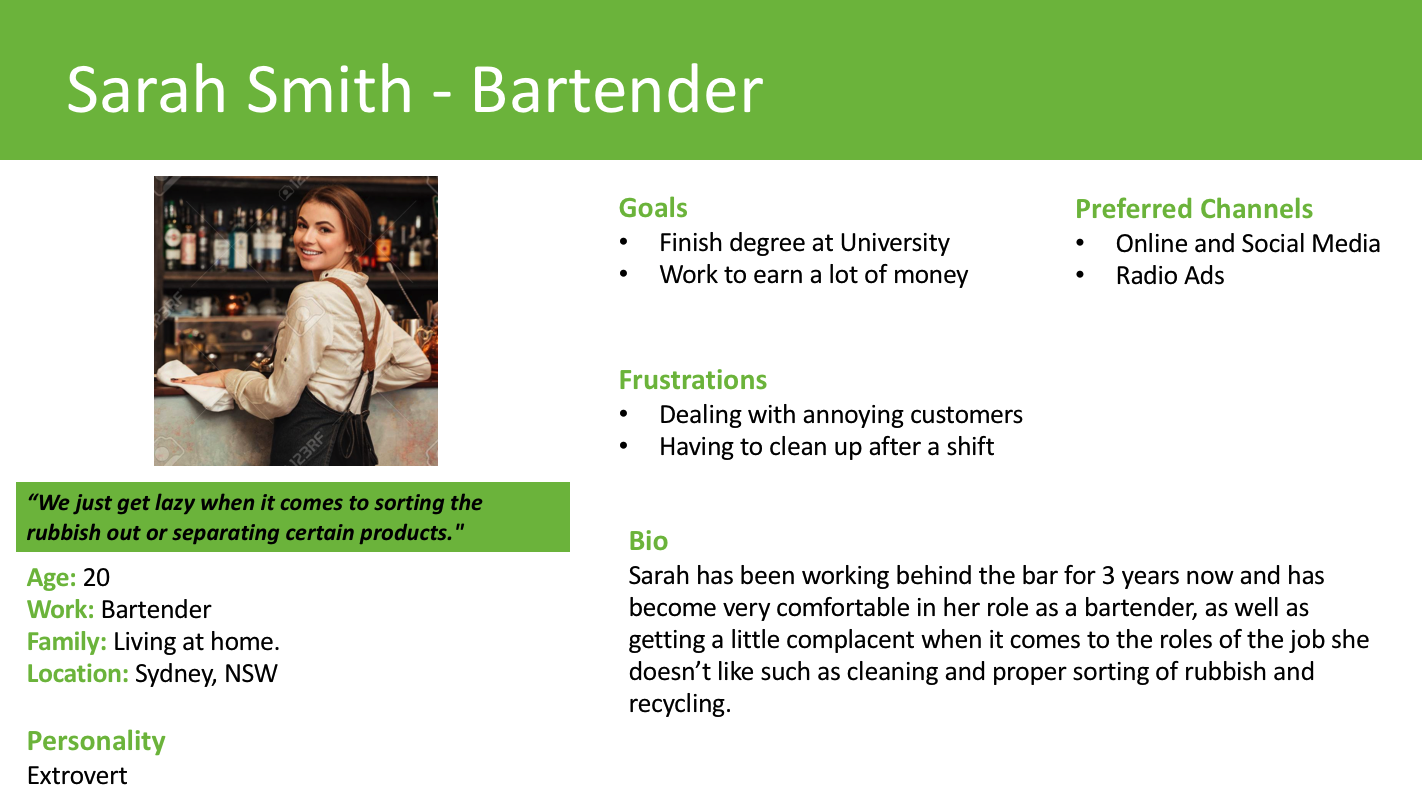 Sarah Smith - Bartender
123RF
123RF
123RF
“We just get lazy when it comes to sorting the
rubbish out or separating certain products."
Age: 20
Work: Bartender
Family: Living at home.
Location: Sydney, NSW
Personality
Extrovert
Goals
• Finish degree at University
• Work to earn a lot of money
Frustrations
• Dealing with annoying customers
• Having to clean up after a shift
Bio
Sarah has been working behind the bar for 3 years now and has
become very comfortable in her role as a bartender, as well as
getting a little complacent when it comes to the roles of the job she
doesn’t like such as cleaning and proper sorting of rubbish and
recycling.
Preferred Channels
• Online and Social Media
• Radio Ads